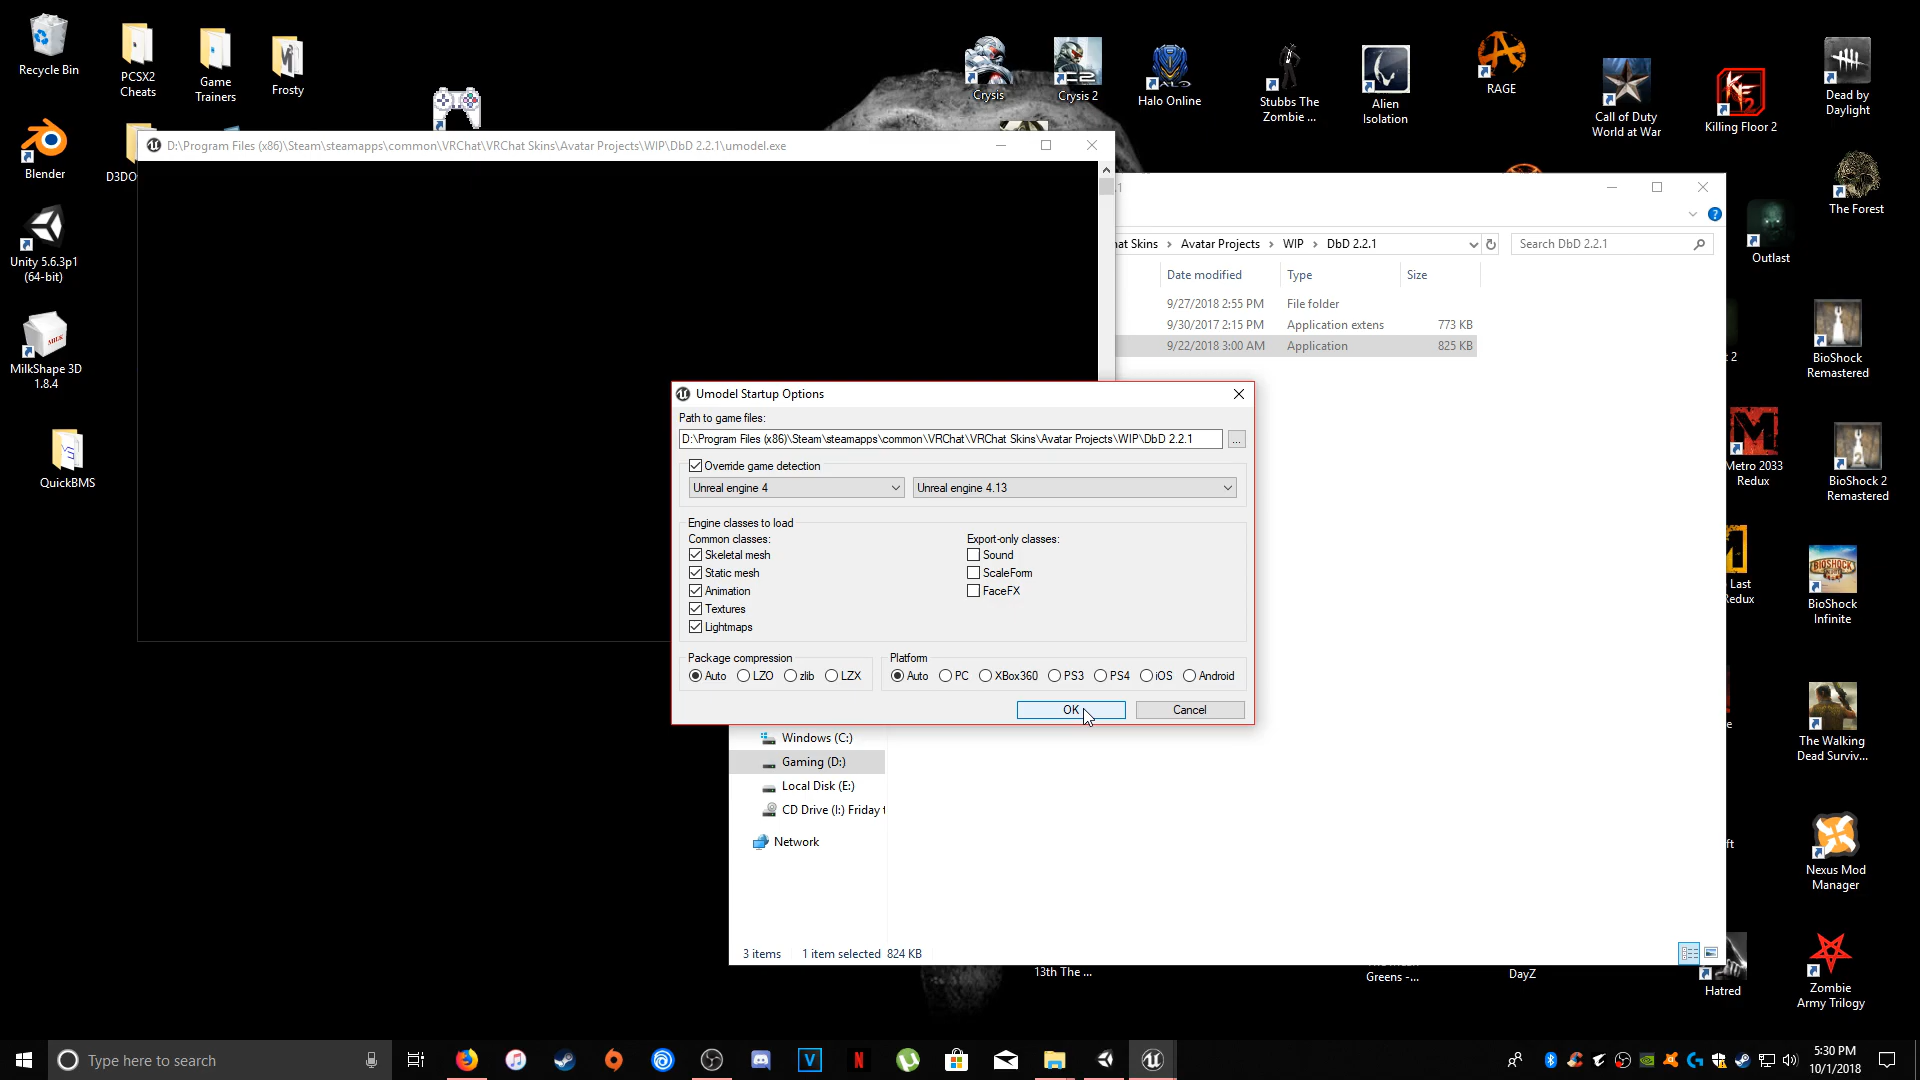 Recycle Bin
PCSX2
Cheats
Game
Trainers
Frosty
Crysis
Crysis 2
Halo Online
Stubbs The
Zombie ...
Alien
Isolation
RAGE
Call of Duty
World at War
Killing Floor 2
Dead by
Daylight
Blender
D3DO
D:\Program Files (x86)\Steam\steamapps\common\VRChat\VRChat Skins\Avatar Projects\WIP\DbD 2.2.1\umodel.exe
.1
The Forest
Outlast
Unity 5.6.3p1
(64-bit)
hat Skins > Avatar Projects > WIP > DbD 2.2.1
Search DbD 2.2.1
Date modified Type Size
9/27/2018 2:55 PM File folder
9/30/2017 2:15 PM Application extens 773 KB
9/22/2018 3:00 AM Application 825 KB
MilkShape 3D
1.8.4
: 2
BioShock
Remastered
QuickBMS
Umodel Startup Options
Path to game files:
D:\Program Files (x86)\Steam\steamapps\common\VRChat\VRChat Skins\Avatar Projects\WIP\DbD 2.2.1
...
Override game detection
Unreal engine 4
Unreal engine 4.13
Engine classes to load
Common classes:
Skeletal mesh
Static mesh
Animation
Textures
Lightmaps
Export-only classes:
Sound
ScaleForm
FaceFX
Package compression
Auto LZO zlib LZX
Platform
Auto PC XBox360 PS3 PS4 iOS Android
OK
Cancel
Metro 2033
Redux
BioShock 2
Remastered
Last
Redux
BIOSHOCK
INFINITE
BioShock
Infinite
Windows (C:)
Gaming (D:)
Local Disk (E:)
CD Drive (I:) Friday t
Network
The Walking
Dead Surviv...
Nexus Mod
Manager
3 items 1 item selected 824 KB
13th The ...
Greens -...
DayZ
Hatred
Zombie
Army Trilogy
Type here to search
5:30 PM
10/1/2018